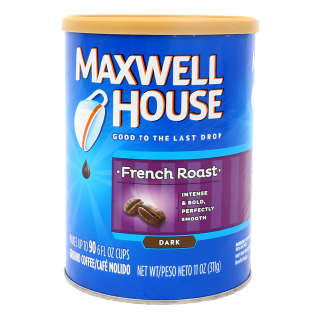 MAXWELL
HOUSE
GOOD TO THE LAST DROP
French Roast
INTENSE
& BOLD,
PERFECTLY
SMOOTH
DARK
MAKES UP TO 90 6 FL OZ CUPS
GROUND COFFEE/CAFÉ MOLIDO
NET WT/PESO NETO 11 OZ (311g)